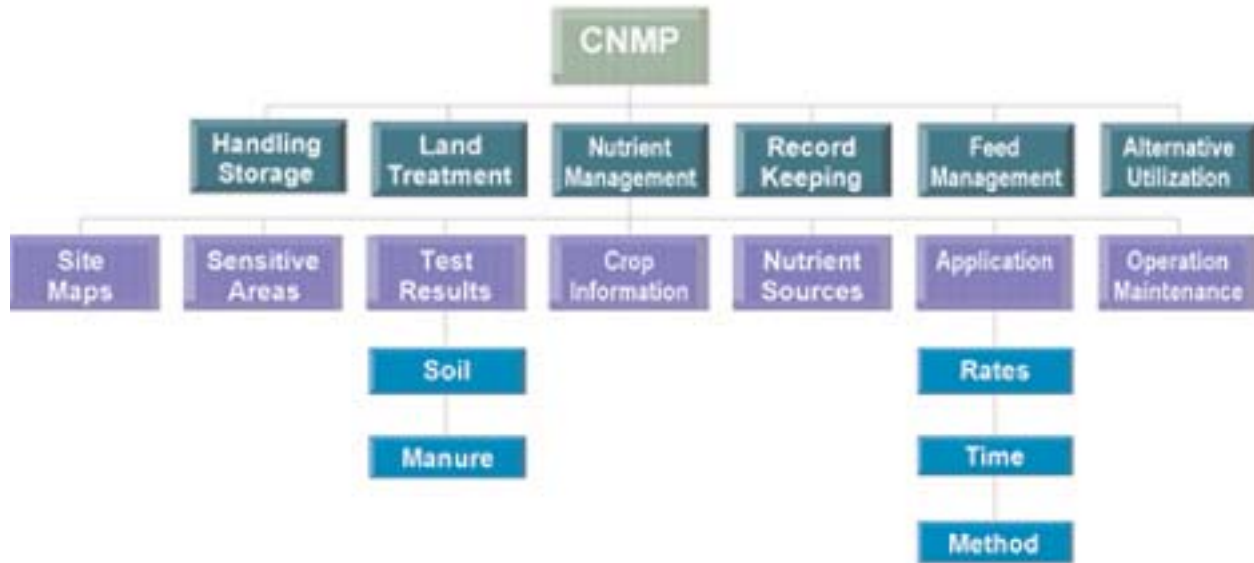 CNMP
Handling
Storage
Land
Treatment
Nutrient
Management
Record
Keeping
Feed
Management
Alternative
Utilization
Site
Maps
Sensitive
Areas
Test
Results
Crop
Information
Nutrient
Sources
Application
Operation
Maintenance
Soil
Manure
Rates
Time
Method